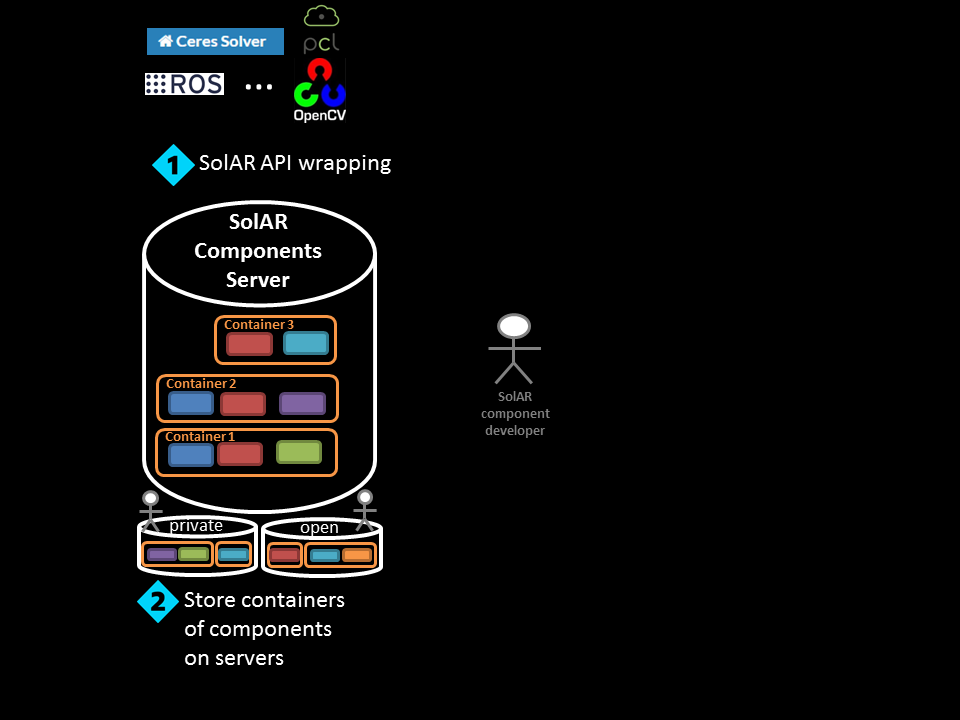 Ceres Solver
pcl
ROS
...
OpenCV
1 SolAR API wrapping
SolAR
Components
Server
Container 3
Container 2
Container 1
SolAR
component
developer
private
open
2 Store containers
of components
on servers